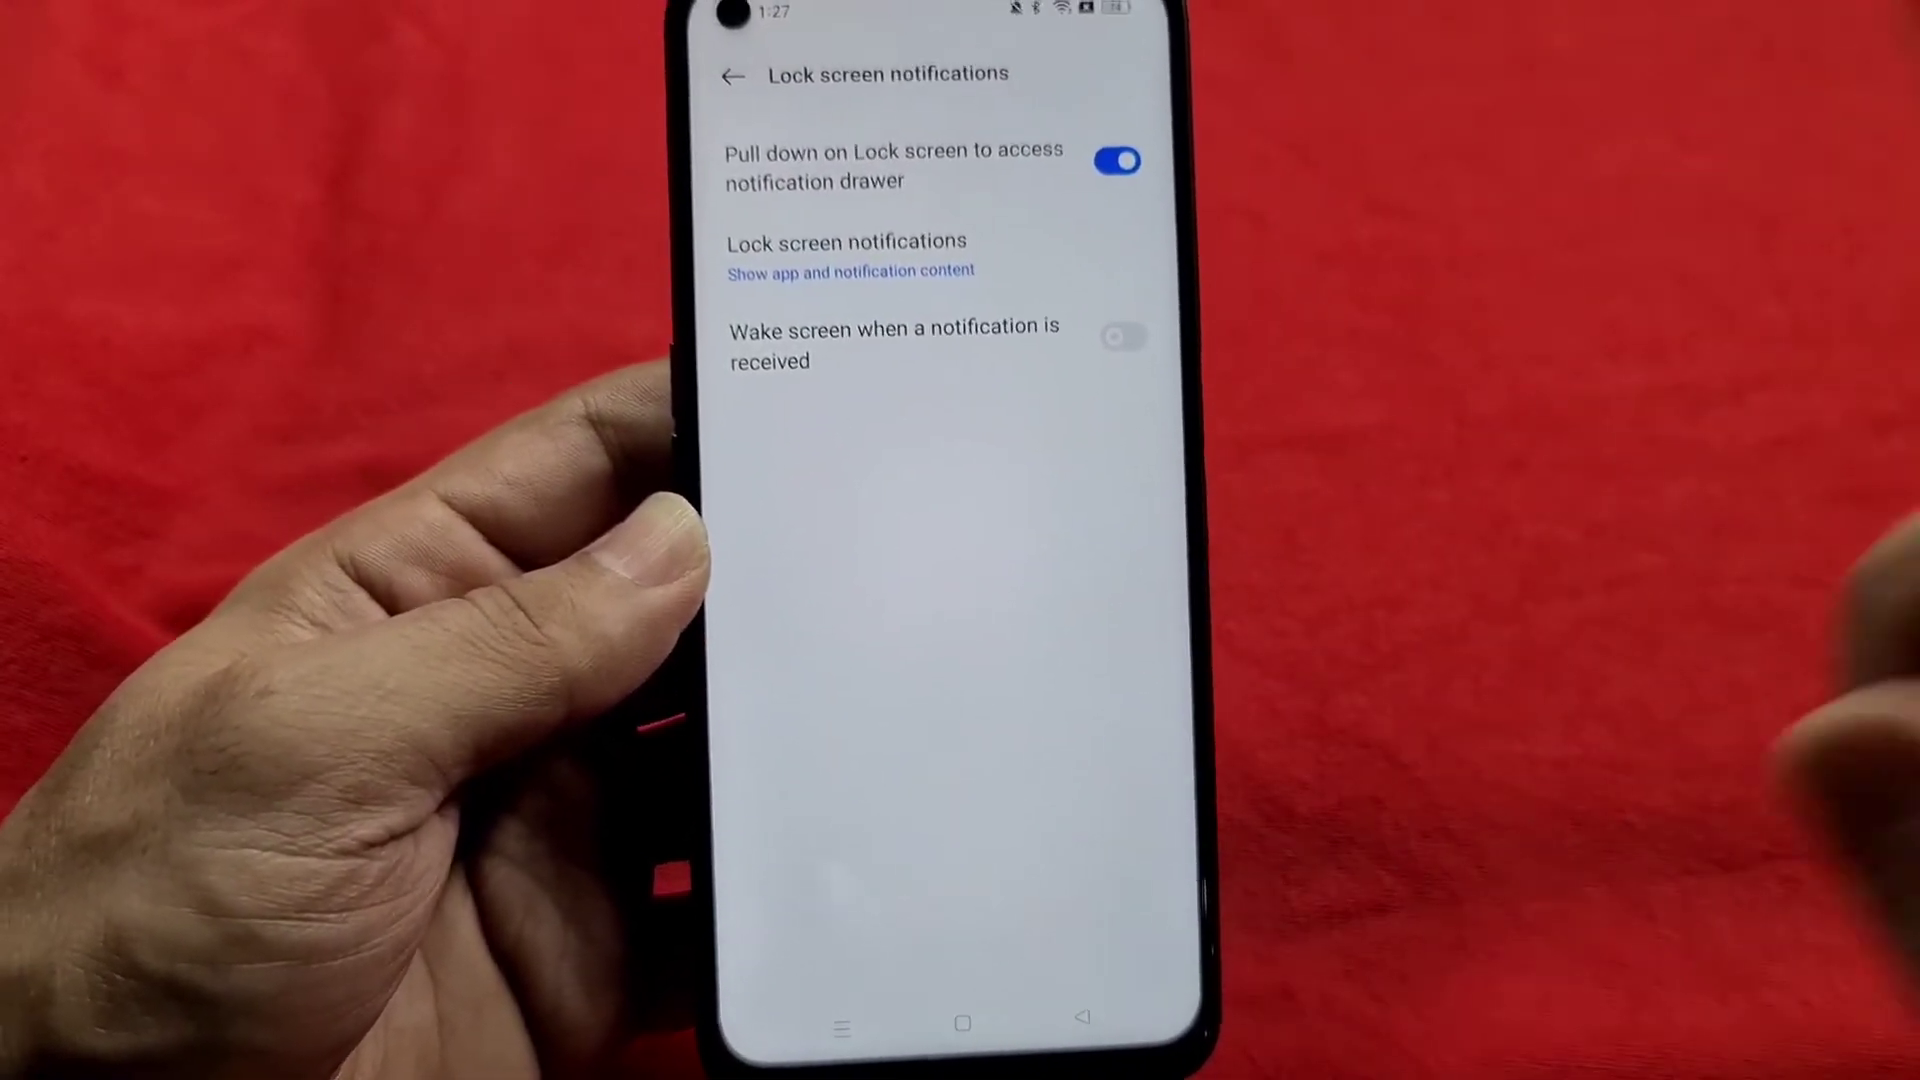 1:27
Lock screen notifications
Pull down on Lock screen to access
notification drawer
Lock screen notifications
Show app and notification content
Wake screen when a notification is
received